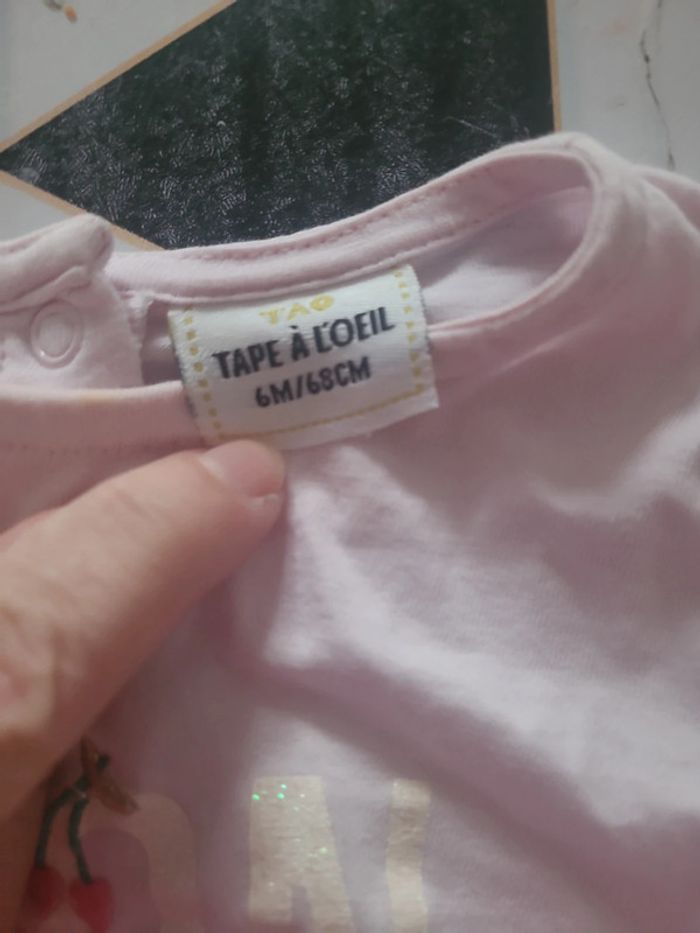 TAO
TAPE À L'OEIL
6M/68CM